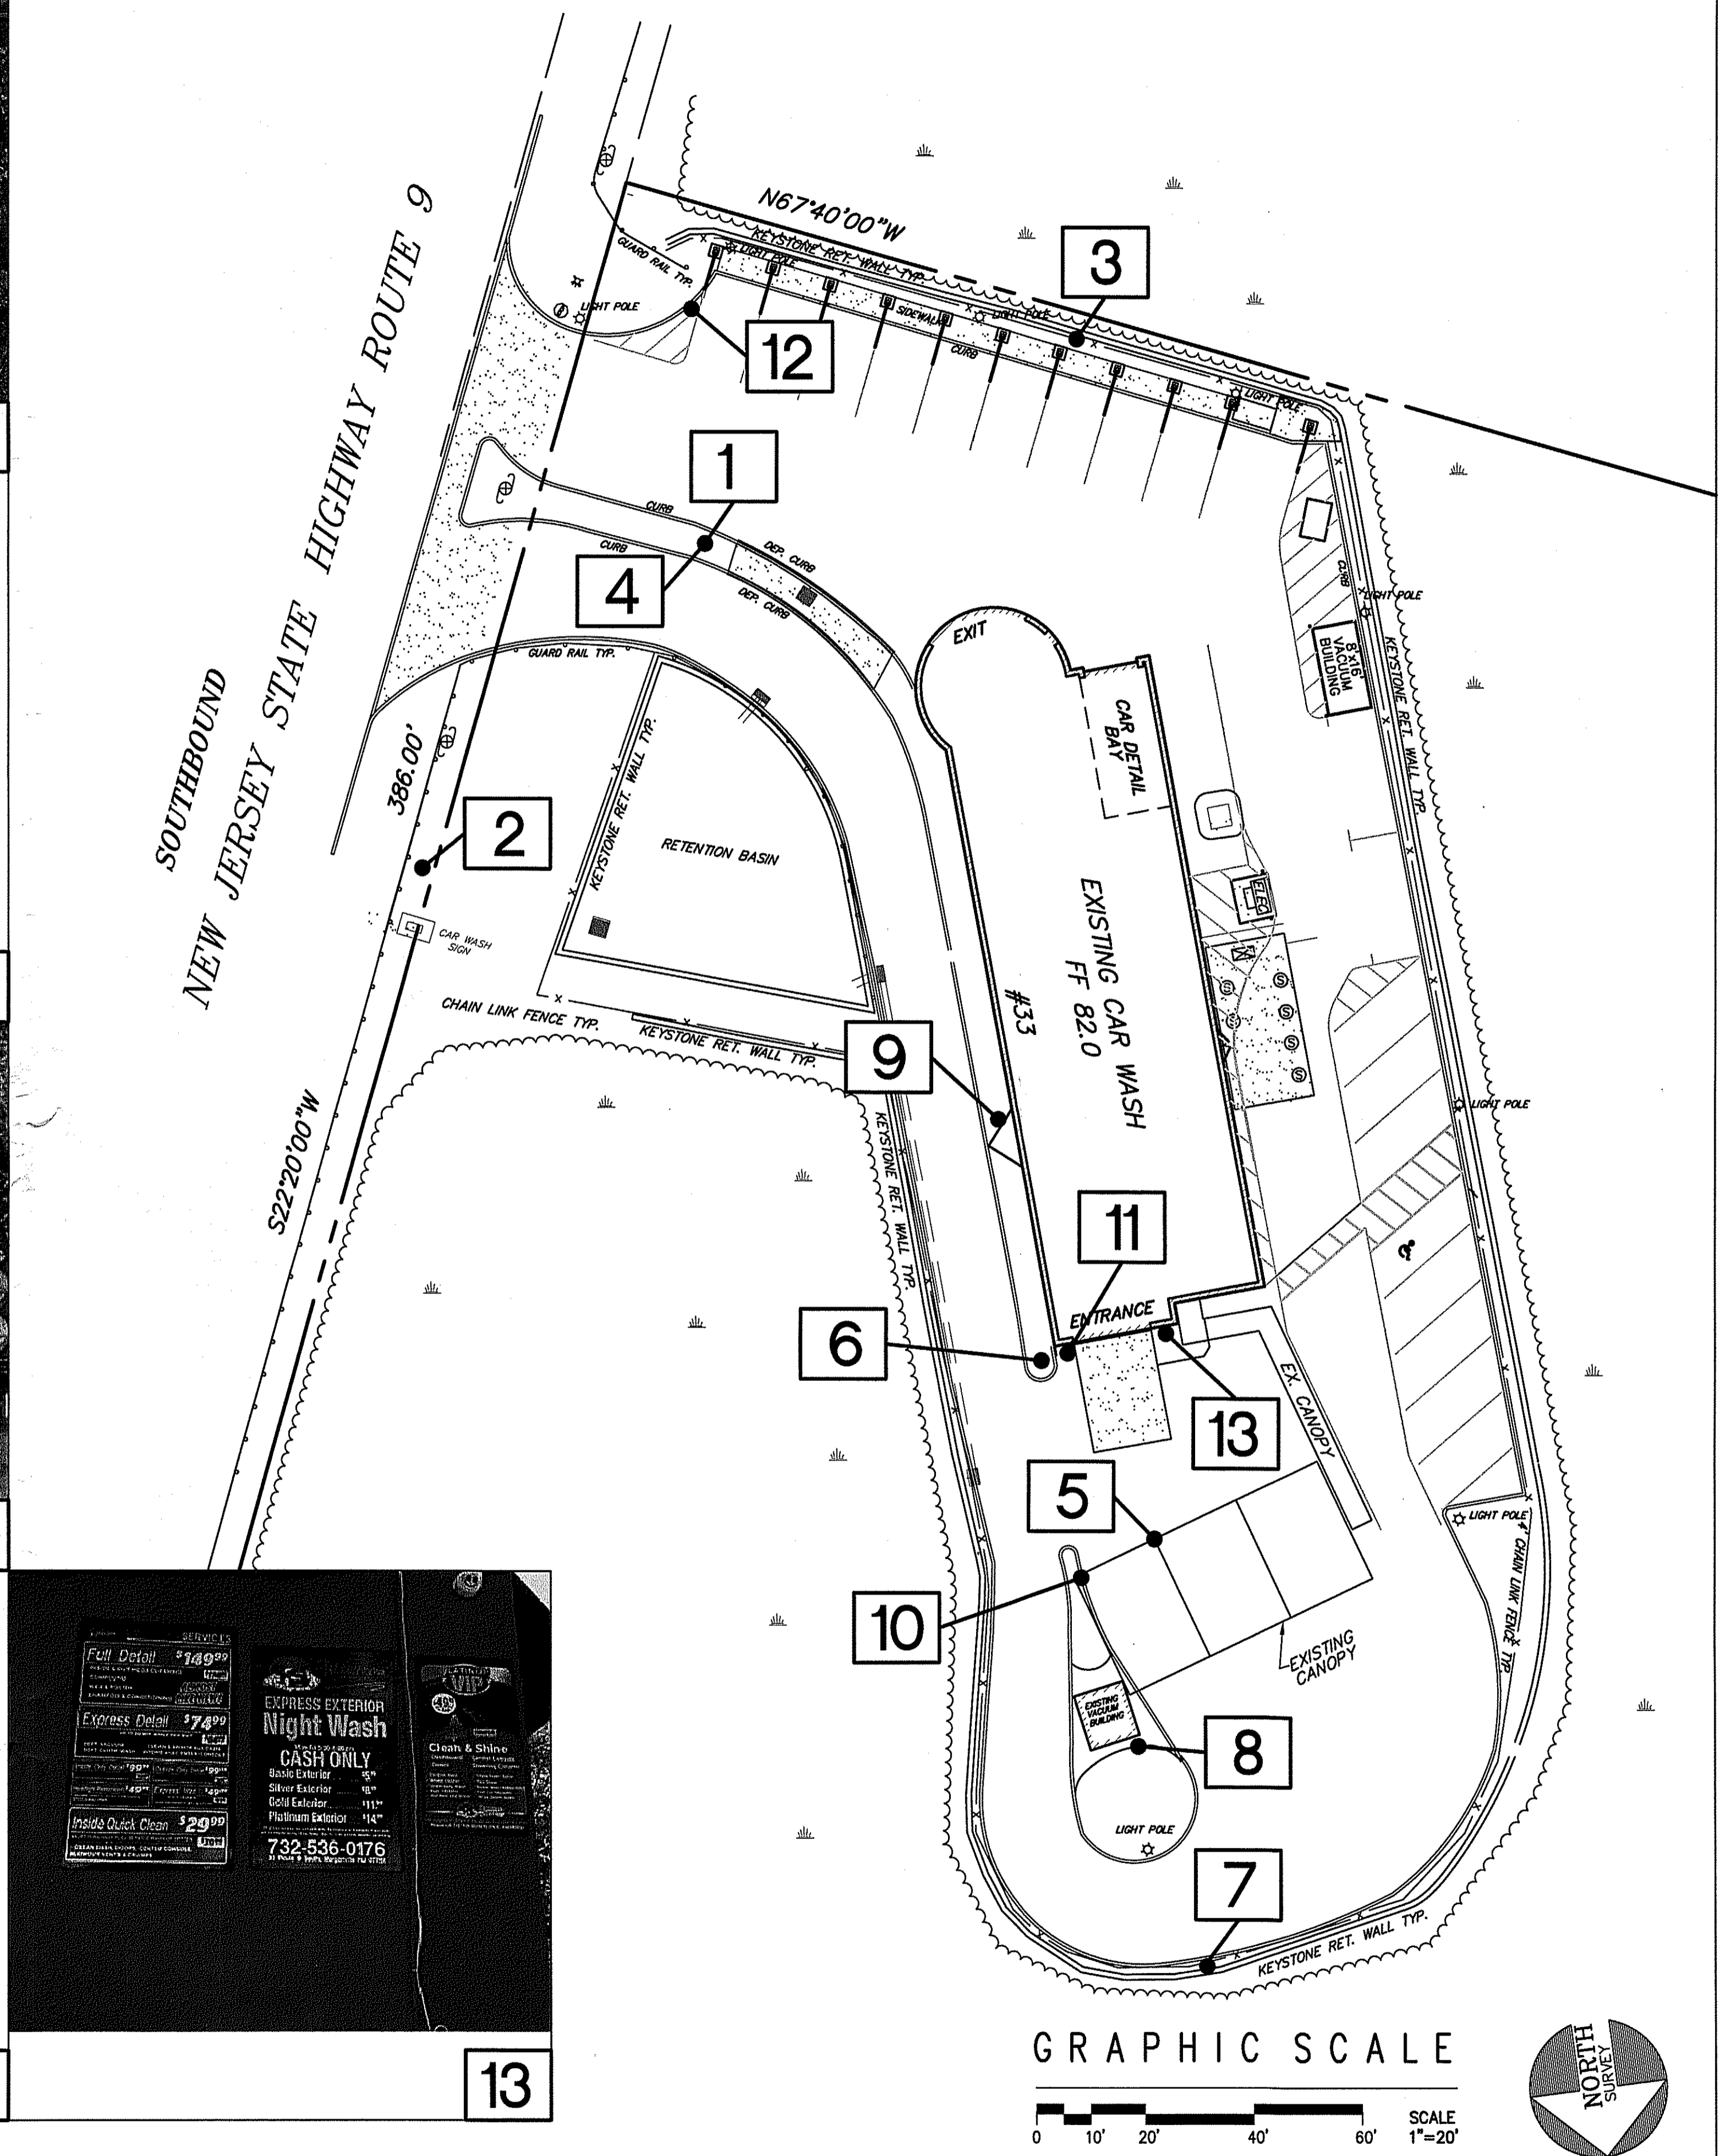 N67°40'00"W
KEYSTONE RET. WALL TYP.
LIGHT POLE
GUARD RAIL TYP.
LIGHT POLE
SIDEWALK
LIGHT POLE
CURB
LIGHT POLE
3
12
1
CURB
CURB
DEP. CURB
DEP. CURB
4
GUARD RAIL TYP.
EXIT
CAR DETAIL
BAY
CURB
LIGHT POLE
8'x16'
VACUUM
BUILDING
KEYSTONE RET. WALL TYP.
SOUTHBOUND
NEW JERSEY STATE HIGHWAY ROUTE 9
386.00'
2
KEYSTONE RET. WALL TYP.
RETENTION BASIN
CAR WASH
SIGN
CHAIN LINK FENCE TYP.
KEYSTONE RET. WALL TYP.
EXISTING CAR WASH
FF 82.0
#33
ELEC
S
S
S
S
S
9
LIGHT POLE
S22°20'00"W
KEYSTONE RET. WALL TYP.
11
ENTRANCE
6
13
EX. CANOPY
5
LIGHT POLE
4' CHAIN LINK FENCE TYP
10
EXISTING
CANOPY
EXISTING
VACUUM
BUILDING
8
LIGHT POLE
7
KEYSTONE RET. WALL TYP.
SERVICES
Full Detail $149.99
Express Detail $74.99
Inside Quick Clean $29.99
EXPRESS EXTERIOR
Night Wash
CASH ONLY
Basic Exterior
Silver Exterior
Gold Exterior
Platinum Exterior
732-536-0176
PLATINUM
VIP
Clean & Shine
13
GRAPHIC SCALE
0 10' 20' 40' 60'
SCALE
1"=20'
NORTH
SURVEY